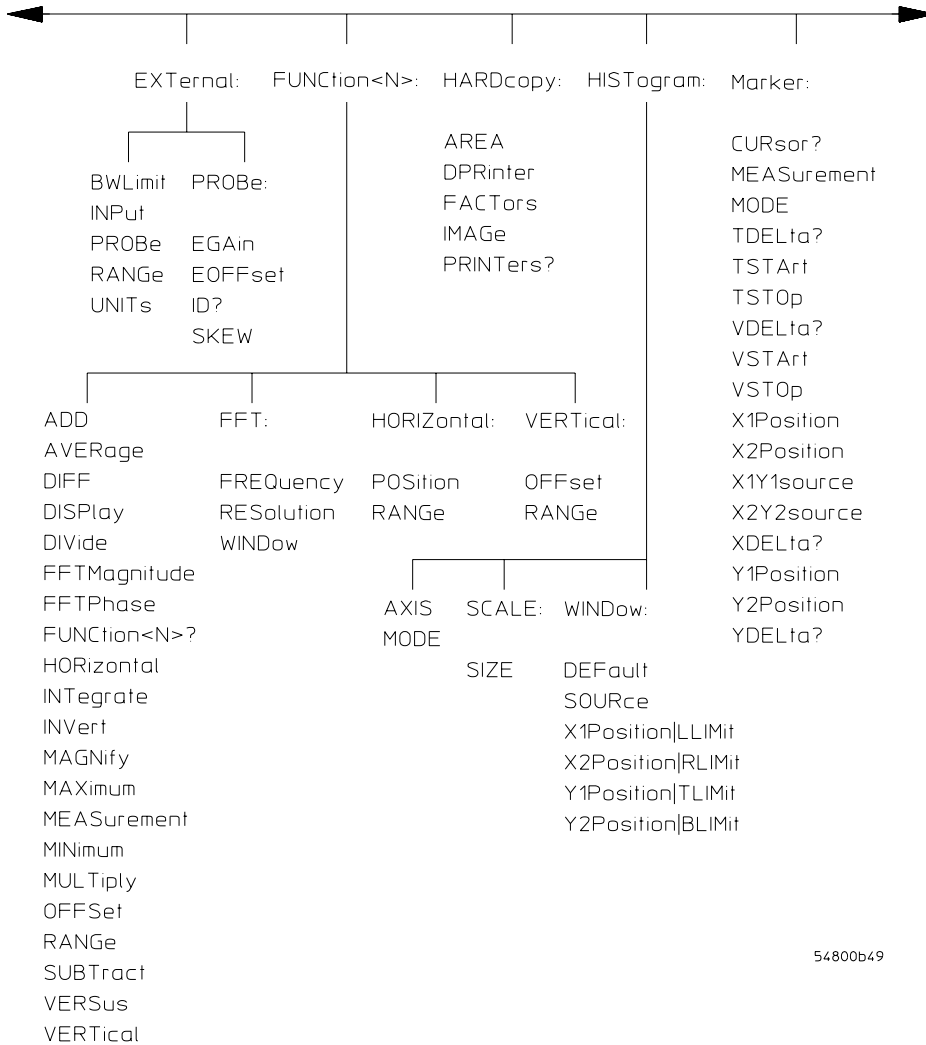 EXTernal:
FUNCtion<N>:
HARDcopy:
HISTogram:
Marker:
BWLimit
INPut
PROBe
RANGe
UNITs
PROBe:
EGAin
EOFFset
ID?
SKEW
AREA
DPRinter
FACTors
IMAGe
PRINTers?
CURsor?
MEASurement
MODE
TDELta?
TSTArt
TSTOp
VDELta?
VSTArt
VSTOp
X1Position
X2Position
X1Y1source
X2Y2source
XDELta?
Y1Position
Y2Position
YDELta?
ADD
AVERage
DIFF
DISPlay
DIVide
FFTMagnitude
FFTPhase
FUNCtion<N>?
HORizontal
INTegrate
INVert
MAGNify
MAXimum
MEASurement
MINimum
MULTiply
OFFSet
RANGe
SUBTract
VERSus
VERTical
FFT:
FREQuency
RESolution
WINDow
HORIZontal:
POSition
RANGe
VERTical:
OFFset
RANGe
AXIS
MODE
SCALE:
SIZE
WINDow:
DEFault
SOURce
X1Position|LLIMit
X2Position|RLIMit
Y1Position|TLIMit
Y2Position|BLIMit
54800b49